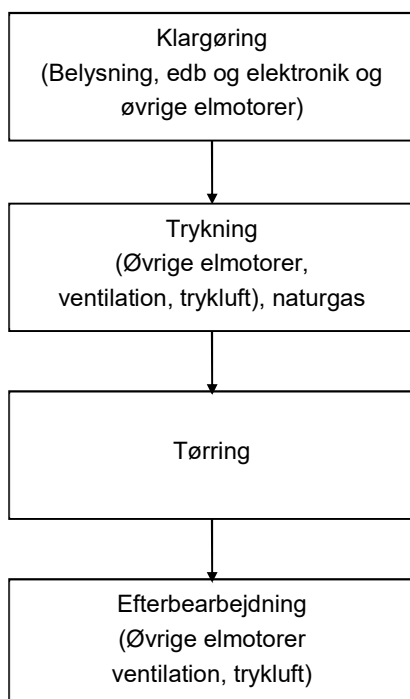 Klargøring
(Belysning, edb og elektronik og
øvrige elmotorer)
Trykning
(Øvrige elmotorer,
ventilation, trykluft), naturgas
Tørring
Efterbearbejdning
(Øvrige elmotorer
ventilation, trykluft)